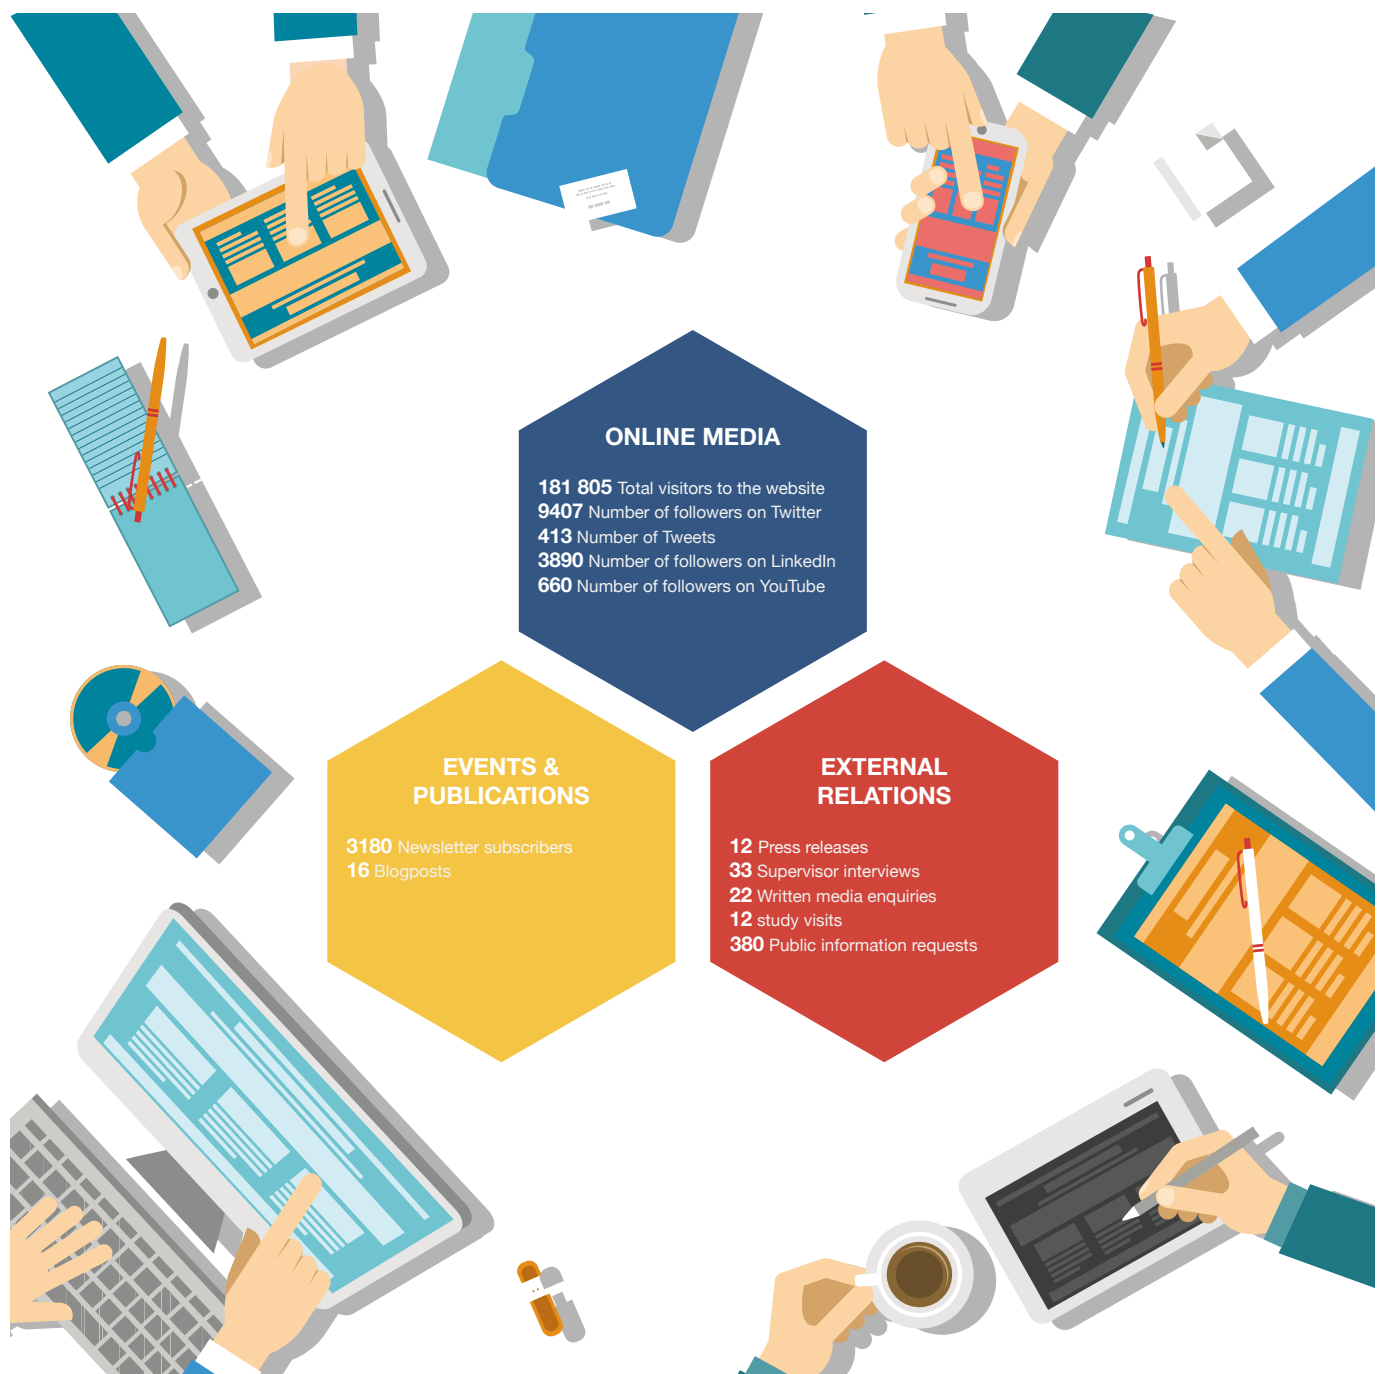 ONLINE MEDIA
181 805 Total visitors to the website
9407 Number of followers on Twitter
413 Number of Tweets
3890 Number of followers on LinkedIn
660 Number of followers on YouTube
EVENTS &
PUBLICATIONS
3180 Newsletter subscribers
16 Blogposts
EXTERNAL
RELATIONS
12 Press releases
33 Supervisor interviews
22 Written media enquiries
12 study visits
380 Public information requests